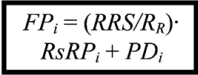 FPi = (RRS/RR)·
RsRPi + PDi